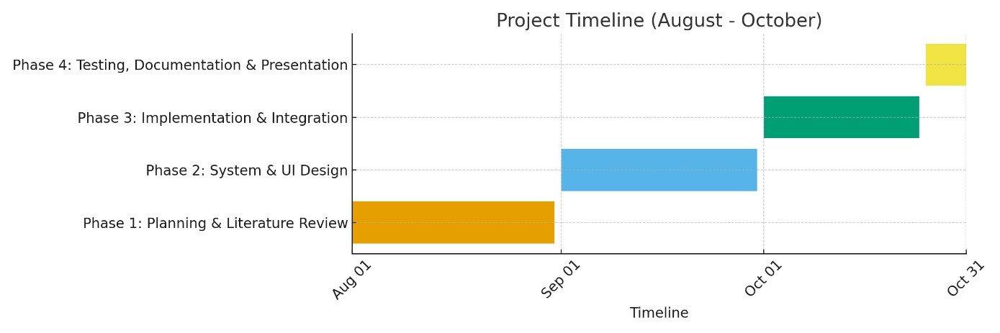 Project Timeline (August - October)
Phase 4: Testing, Documentation & Presentation
Phase 3: Implementation & Integration
Phase 2: System & UI Design
Phase 1: Planning & Literature Review
Aug 01
Sep 01
Oct 01
Oct 31
Timeline